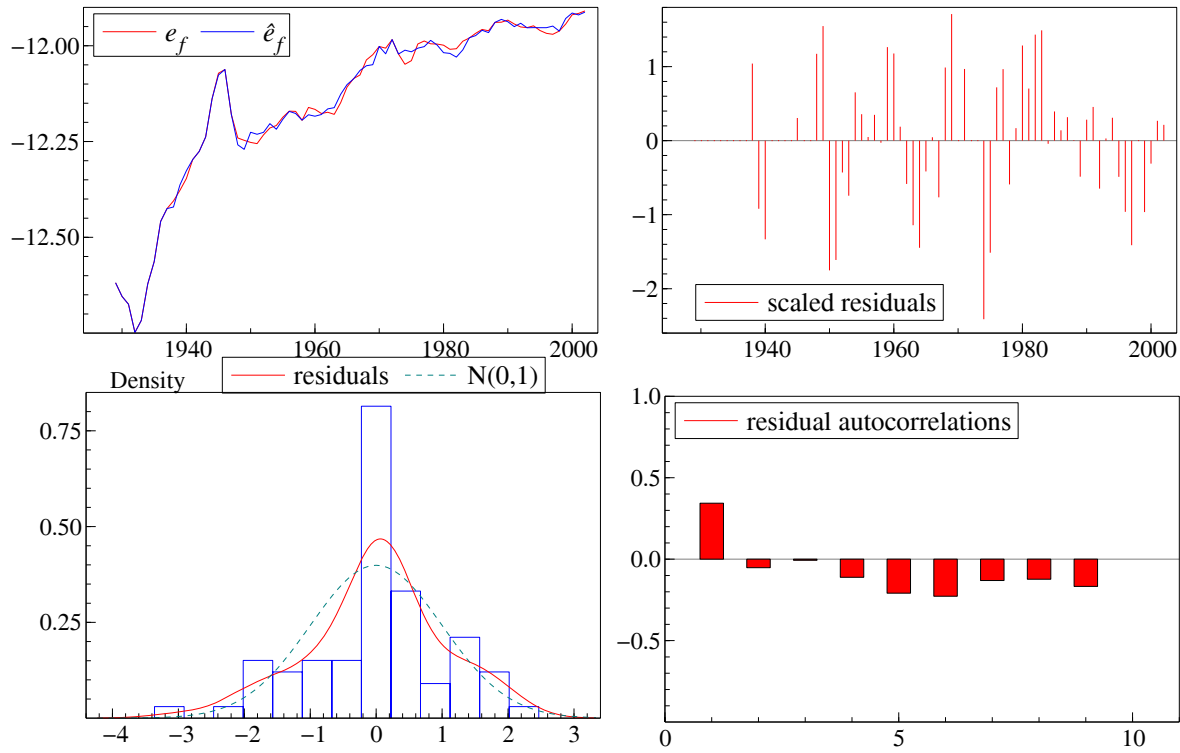 e_f ê_f
−12.00
−12.25
−12.50
1940 1960 1980 2000
1
0
−1
−2
scaled residuals
1940 1960 1980 2000
Density
residuals N(0,1)
0.75
0.50
0.25
−4 −3 −2 −1 0 1 2 3
1.0
residual autocorrelations
0.5
0.0
−0.5
0 5 10